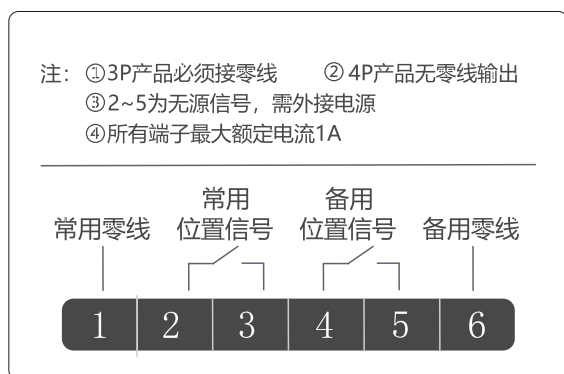 注：①3P产品必须接零线 ②4P产品无零线输出
③2~5为无源信号，需外接电源
④所有端子最大额定电流1A
常用 备用
常用零线 位置信号 位置信号 备用零线
1 2 3 4 5 6